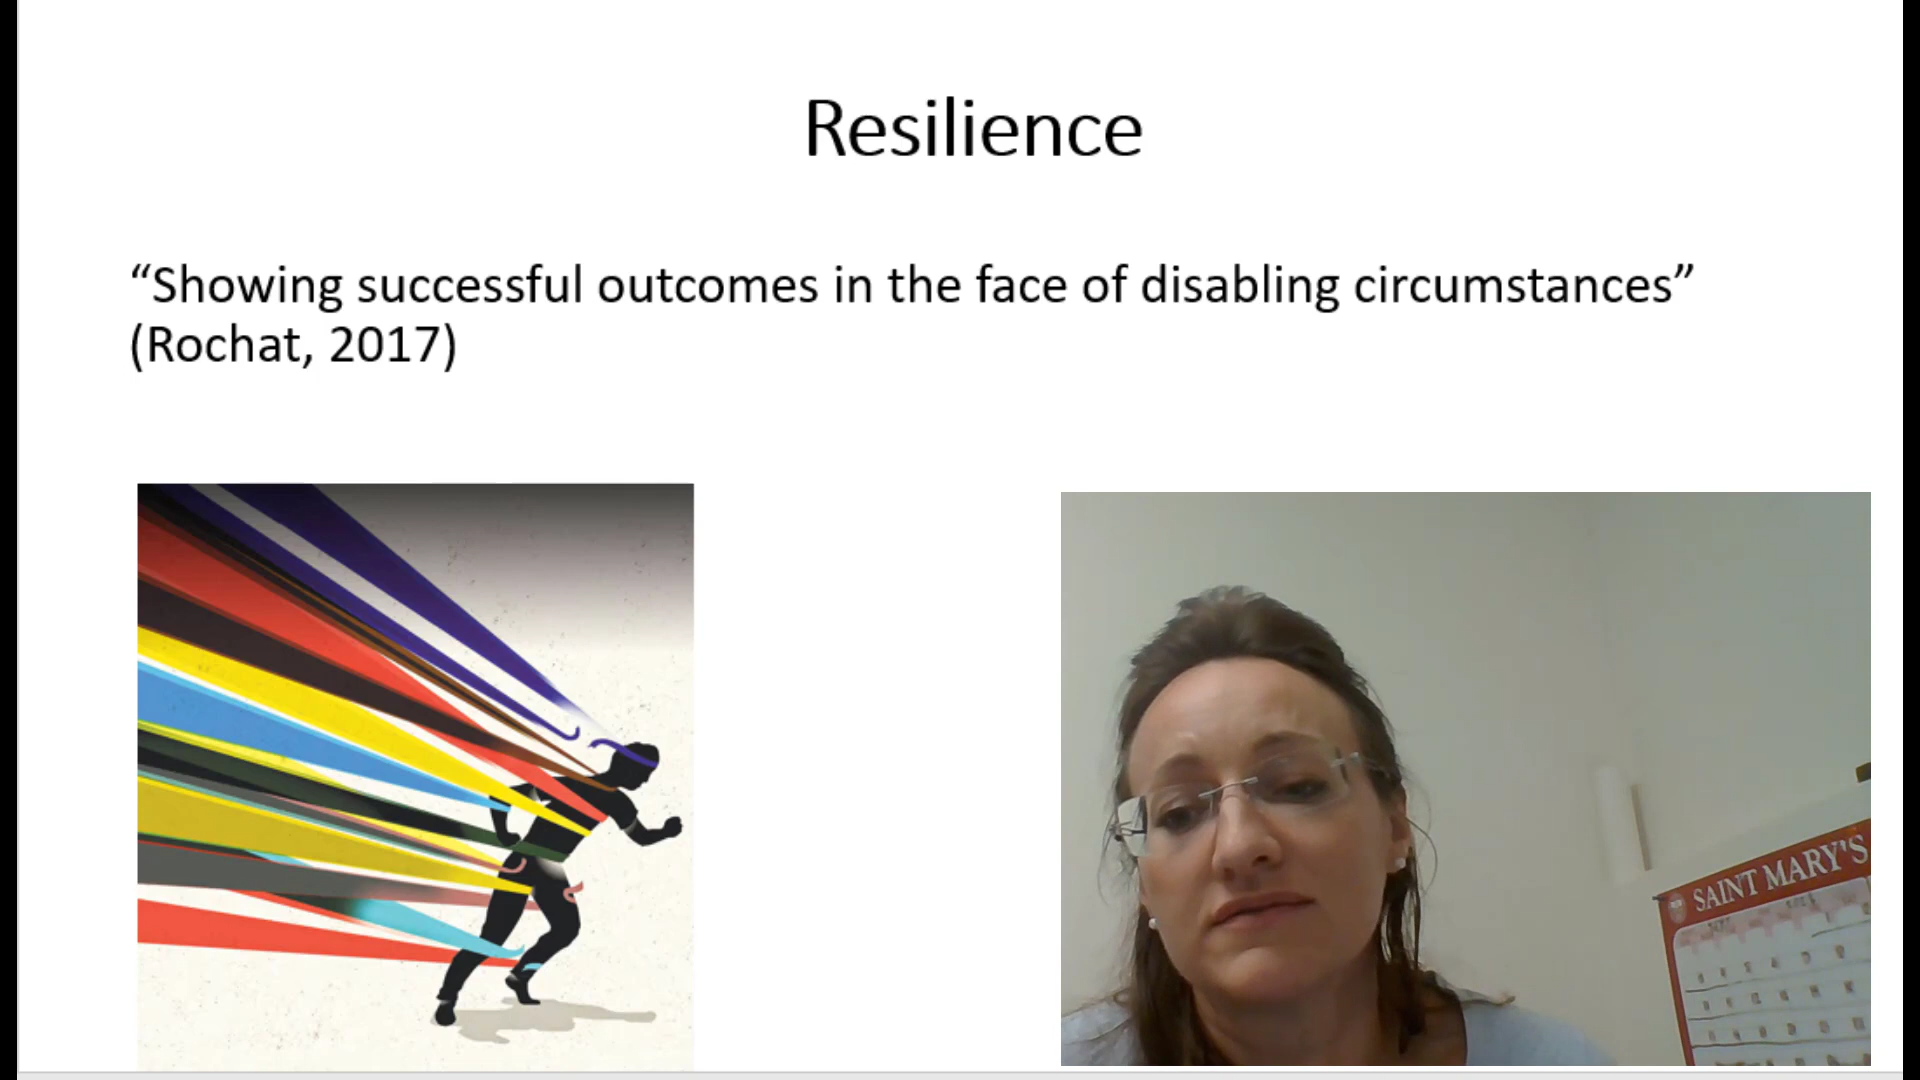 Resilience
“Showing successful outcomes in the face of disabling circumstances”
(Rochat, 2017)
SAINT MARY'S